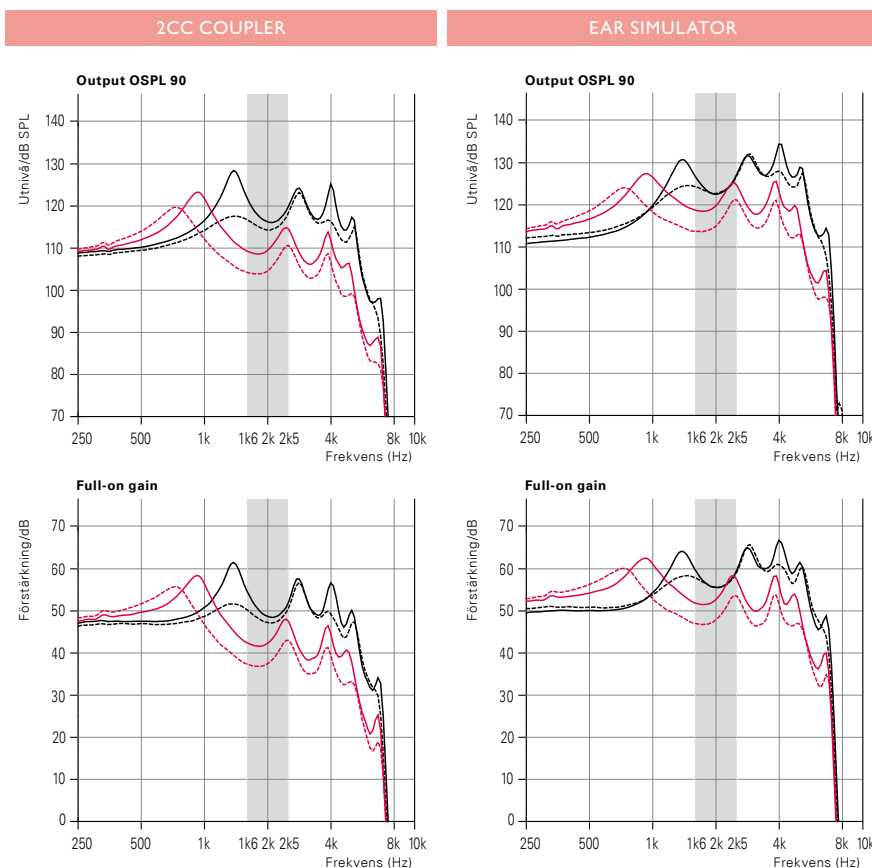 2CC COUPLER
EAR SIMULATOR
Output OSPL 90
Utnivå/dB SPL
140
130
120
110
100
90
80
70
250 500 1k 1k6 2k 2k5 4k 8k 10k
Frekvens (Hz)
Output OSPL 90
Utnivå/dB SPL
140
130
120
110
100
90
80
70
250 500 1k 1k6 2k 2k5 4k 8k 10k
Frekvens (Hz)
Full-on gain
Förstärkning/dB
70
60
50
40
30
20
10
0
250 500 1k 1k6 2k 2k5 4k 8k 10k
Frekvens (Hz)
Full-on gain
Förstärkning/dB
70
60
50
40
30
20
10
0
250 500 1k 1k6 2k 2k5 4k 8k 10k
Frekvens (Hz)